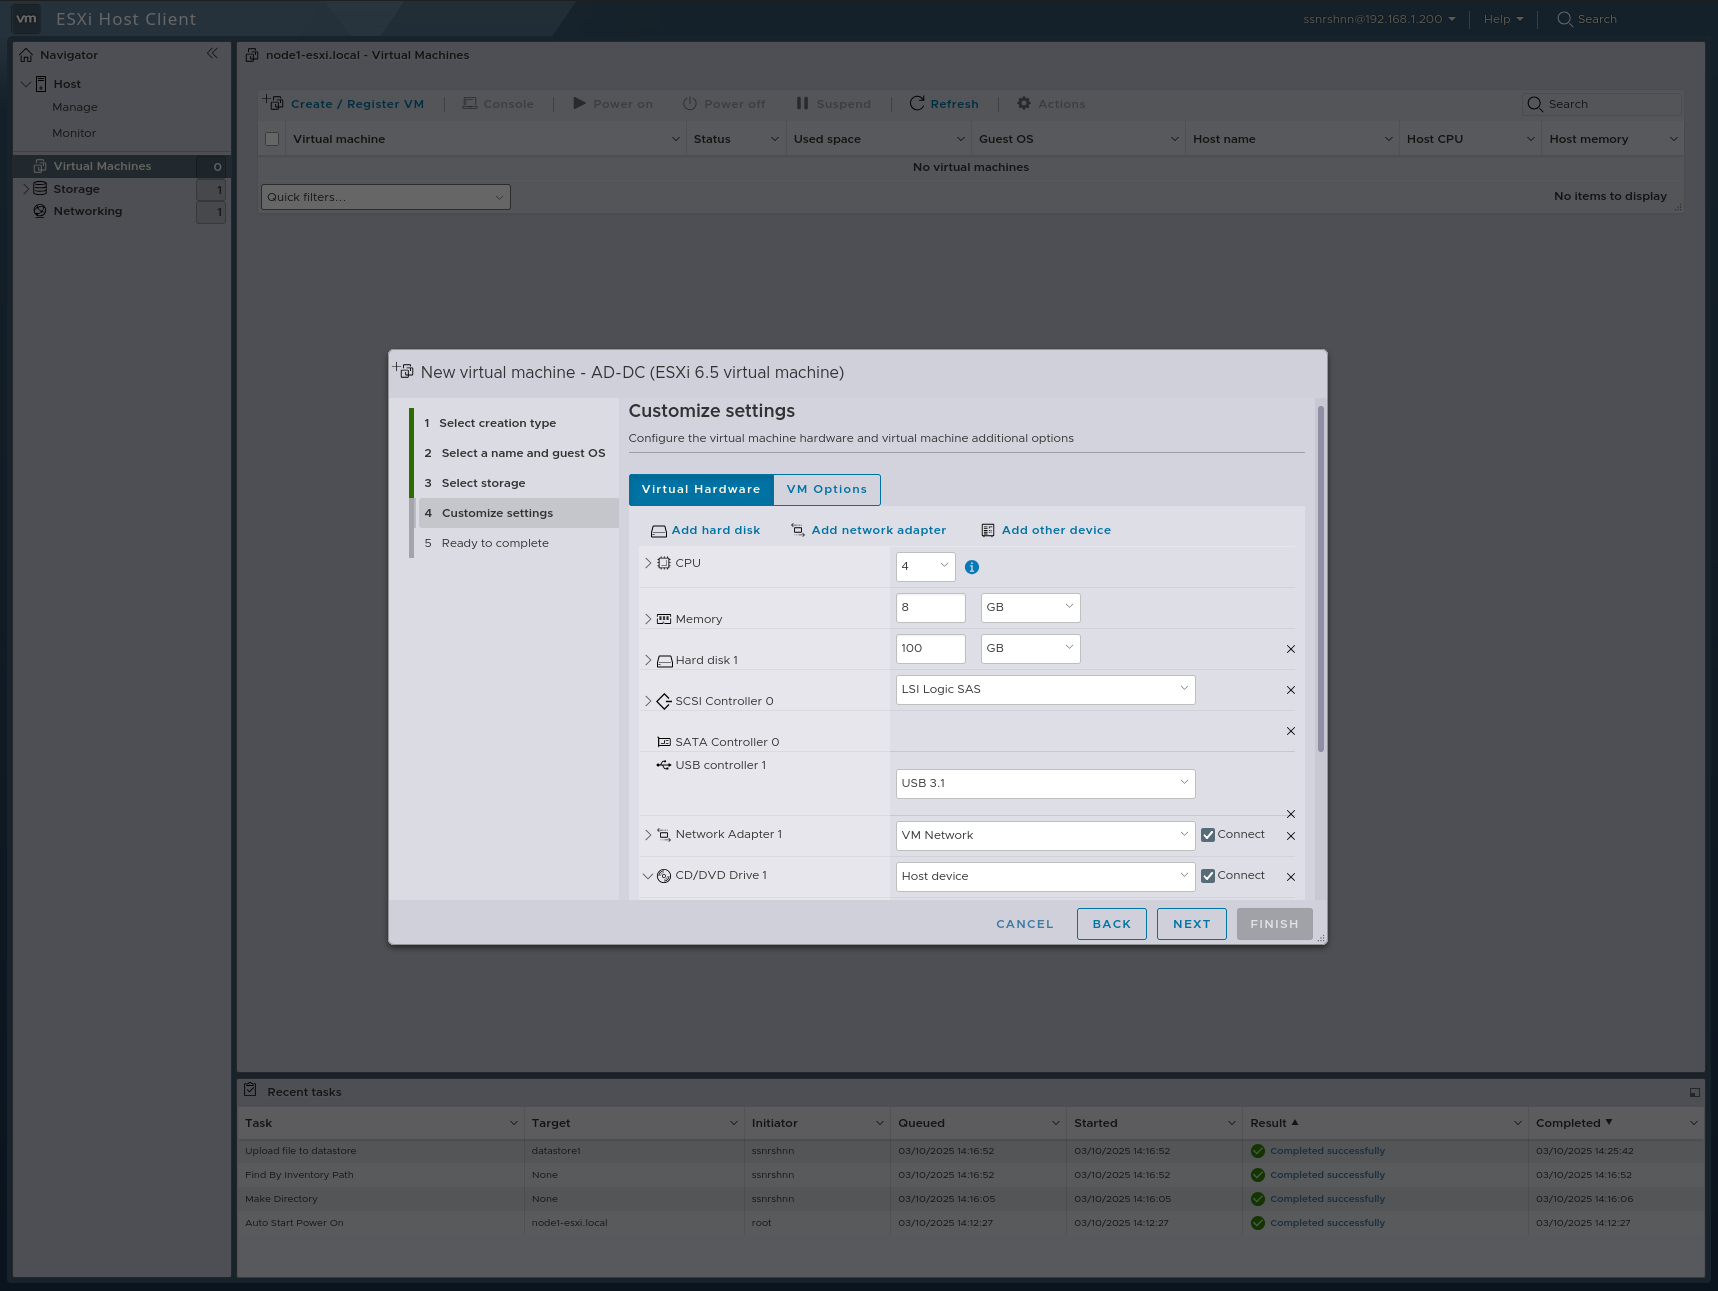 vm ESXi Host Client
ssnrshnn@192.168.1.200 Help Search
Navigator
Host
Manage
Monitor
Virtual Machines 0
Storage 1
Networking 1
node1-esxi.local - Virtual Machines
Create / Register VM Console Power on Power off Suspend Refresh Actions Search
Virtual machine Status Used space Guest OS Host name Host CPU Host memory
No virtual machines
Quick filters...
No items to display
New virtual machine - AD-DC (ESXi 6.5 virtual machine)
1 Select creation type
2 Select a name and guest OS
3 Select storage
4 Customize settings
5 Ready to complete
Customize settings
Configure the virtual machine hardware and virtual machine additional options
Virtual Hardware VM Options
Add hard disk Add network adapter Add other device
CPU 4
Memory 8 GB
Hard disk 1 100 GB
SCSI Controller 0 LSI Logic SAS
SATA Controller 0
USB controller 1 USB 3.1
Network Adapter 1 VM Network Connect
CD/DVD Drive 1 Host device Connect
CANCEL BACK NEXT FINISH
Recent tasks
Task Target Initiator Queued Started Result Completed
Upload file to datastore datastore1 ssnrshnn 03/10/2025 14:16:52 03/10/2025 14:16:52 Completed successfully 03/10/2025 14:25:42
Find By Inventory Path None ssnrshnn 03/10/2025 14:16:52 03/10/2025 14:16:52 Completed successfully 03/10/2025 14:16:52
Make Directory None ssnrshnn 03/10/2025 14:16:05 03/10/2025 14:16:05 Completed successfully 03/10/2025 14:16:06
Auto Start Power On node1-esxi.local root 03/10/2025 14:12:27 03/10/2025 14:12:27 Completed successfully 03/10/2025 14:12:27